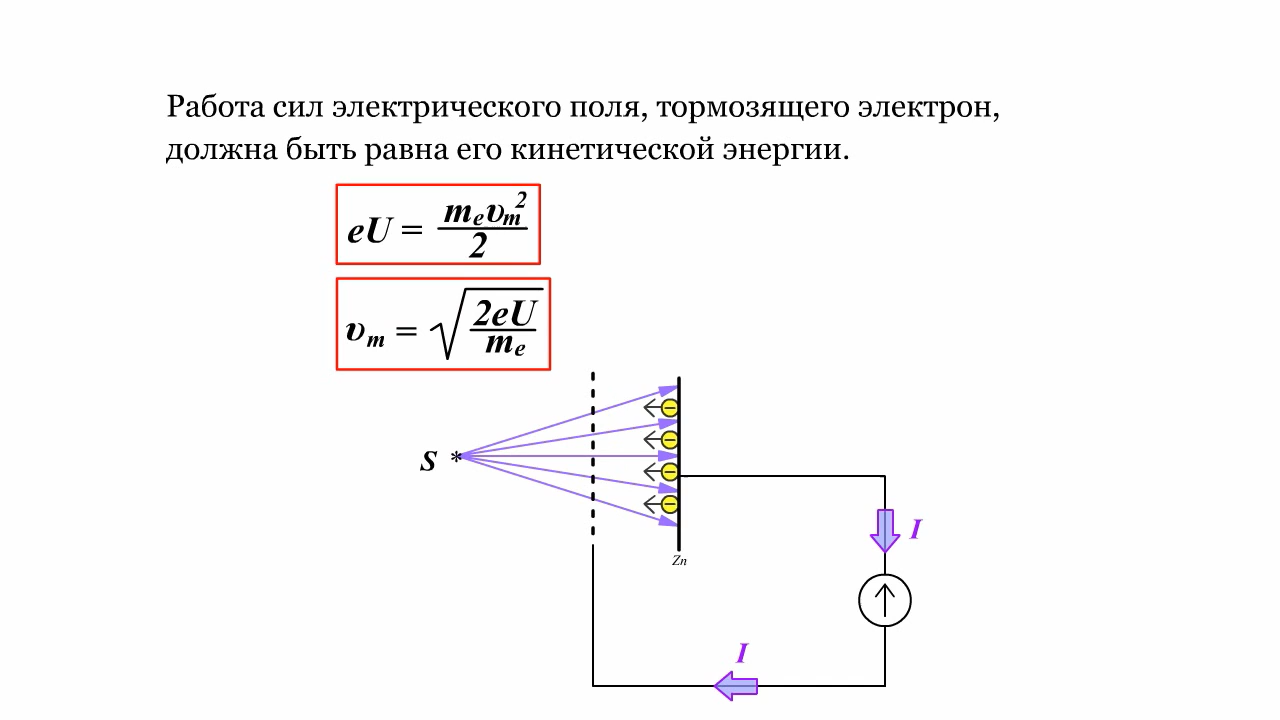 Работа сил электрического поля, тормозящего электрон,
должна быть равна его кинетической энергии.
eU = mₑυₘ²/2
υₘ = √(2eU/mₑ)
S *
Zn
I
I